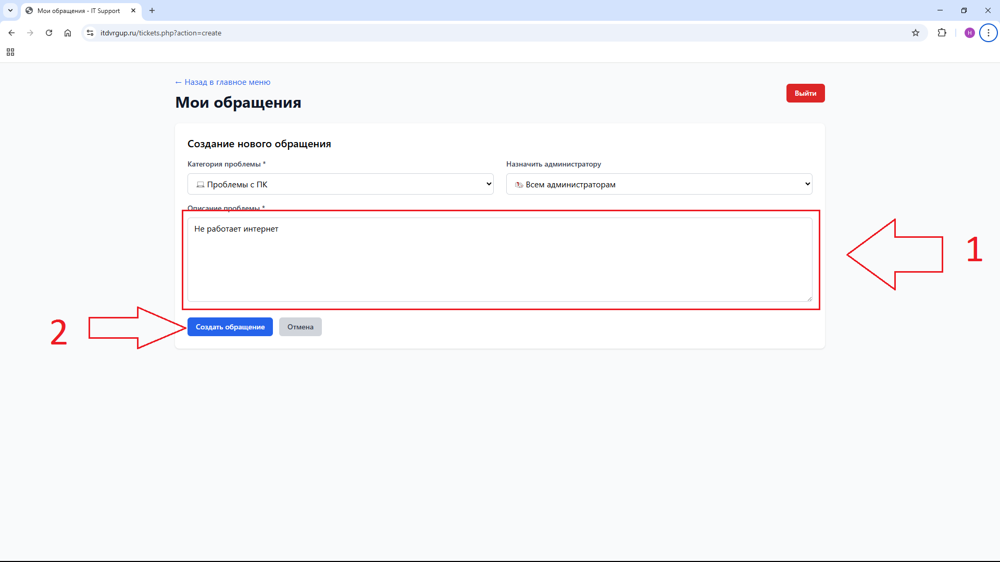 Мои обращения - IT Support
itdvrgup.ru/tickets.php?action=create
H
← Назад в главное меню
Мои обращения
Выйти
Создание нового обращения
Категория проблемы *
Назначить администратору
Проблемы с ПК
Всем администраторам
Описание проблемы *
Не работает интернет
1
2
Создать обращение
Отмена